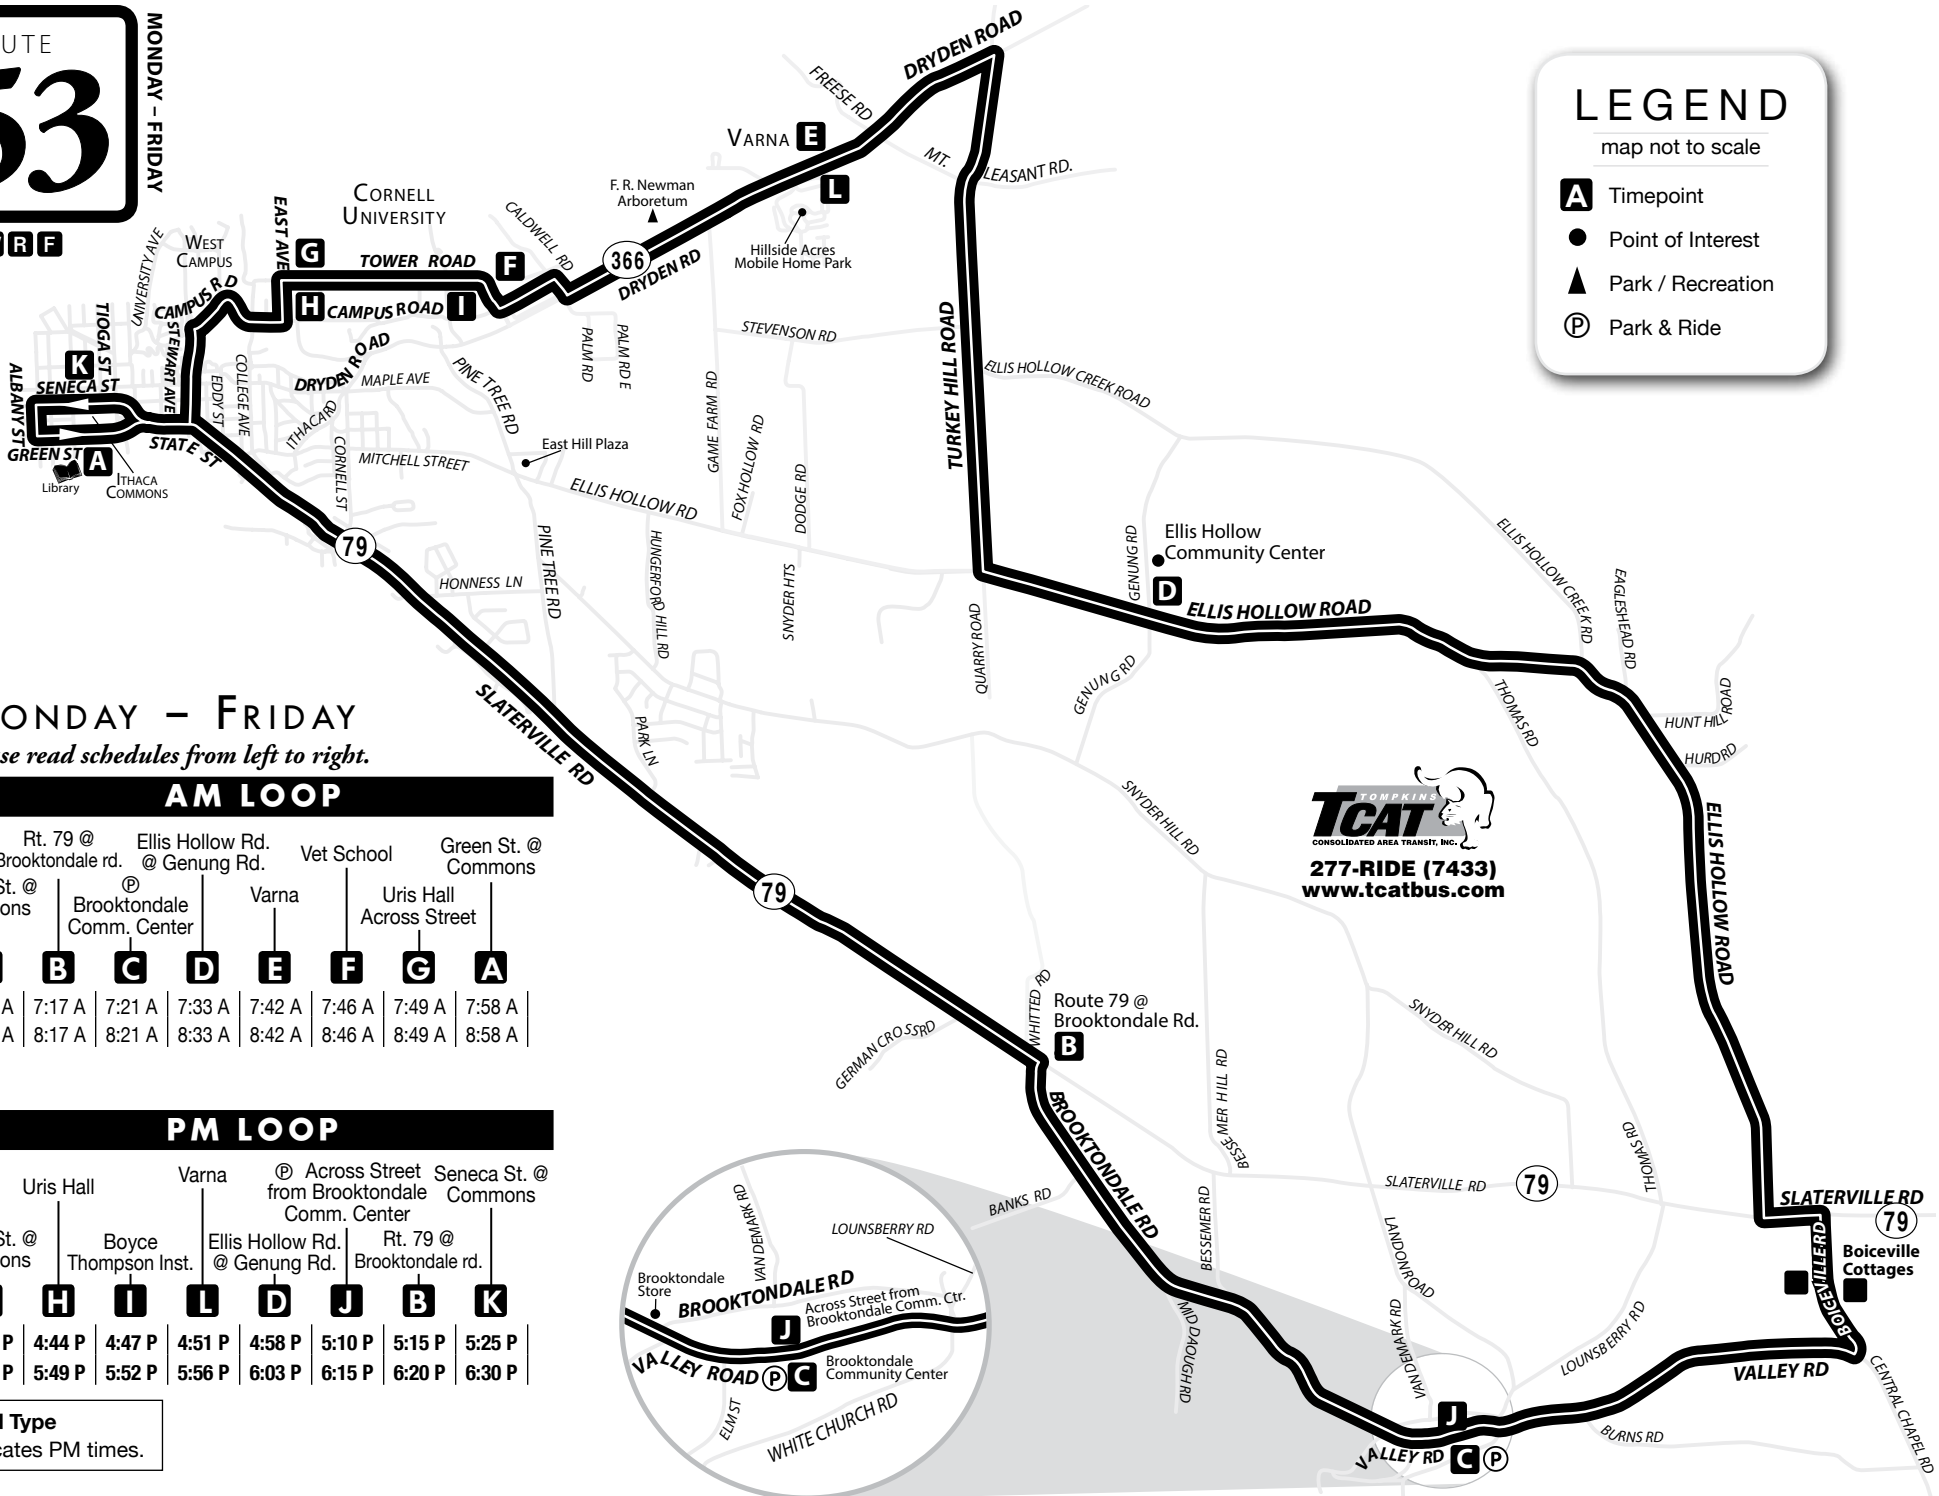 UTE
53
MONDAY – FRIDAY
R F
LEGEND
map not to scale
A Timepoint
Point of Interest
Park / Recreation
P Park & Ride
DRYDEN ROAD
FREESE RD
VARNA E
L
MT.
LEASANT RD.
F. R. Newman
Arboretum
Hillside Acres
Mobile Home Park
CORNELL
UNIVERSITY
CALDWELL RD
366
DRYDEN RD
EAST AVE
G
TOWER ROAD
F
H
CAMPUS ROAD
I
WEST
CAMPUS
UNIVERSITY AVE
CAMPUS RD
TIOGA ST
STEWART AVE
K
SENECA ST
ALBANY ST
GREEN ST
A
Library
ITHACA
COMMONS
STATE ST
EDDY ST
COLLEGE AVE
DRYDEN ROAD
MAPLE AVE
ITHACA RD
CORNELL ST
MITCHELL STREET
PINE TREE RD
PALM RD
PALM RD E
East Hill Plaza
STEVENSON RD
GAME FARM RD
FOX HOLLOW RD
DODGE RD
ELLIS HOLLOW RD
TURKEY HILL ROAD
ELLIS HOLLOW CREEK ROAD
79
HONNESS LN
PINE TREE RD
HUNGERFORD HILL RD
SNYDER HTS
QUARRY ROAD
GENUNG RD
Ellis Hollow
Community Center
D
ELLIS HOLLOW ROAD
GENUNG RD
ELLIS HOLLOW CREEK RD
EAGLESHEAD RD
THOMAS RD
HUNT HILL ROAD
HURD RD
SLATERVILLE RD
PARK LN
SNYDER HILL RD
TOMPKINS
TCAT
CONSOLIDATED AREA TRANSIT, INC.
277-RIDE (7433)
www.tcatbus.com
ELLIS HOLLOW ROAD
79
WHITTED RD
Route 79 @
Brooktondale Rd.
B
GERMAN CROSS RD
SNYDER HILL RD
BESSEMER HILL RD
BESSE
BROOKTONDALE RD
BANKS RD
BESSEMER RD
SLATERVILLE RD
79
THOMAS RD
SLATERVILLE RD
79
BOICEVILLE RD
Boiceville
Cottages
LANDON ROAD
VAN DEMARK RD
LOUNSBERRY RD
MIDDAOUGH RD
VALLEY RD
CENTRAL CHAPEL RD
BURNS RD
J
VALLEY RD
C P
VAN DEMARK RD
LOUNSBERRY RD
Brooktondale
Store
BROOKTONDALE RD
Across Street from
Brooktondale Comm. Ctr.
J
VALLEY ROAD
P C
Brooktondale
Community Center
ELM ST
WHITE CHURCH RD
ONDAY – FRIDAY
se read schedules from left to right.
AM LOOP
Rt. 79 @
Brooktondale rd.
Ellis Hollow Rd.
@ Genung Rd.
Vet School
Green St. @
Commons
St. @
ons
P
Brooktondale
Comm. Center
Varna
Uris Hall
Across Street
B C D E F G A
A 7:17 A 7:21 A 7:33 A 7:42 A 7:46 A 7:49 A 7:58 A
A 8:17 A 8:21 A 8:33 A 8:42 A 8:46 A 8:49 A 8:58 A
PM LOOP
Uris Hall
Varna
P Across Street
from Brooktondale
Comm. Center
Seneca St. @
Commons
St. @
ons
Boyce
Thompson Inst.
Ellis Hollow Rd.
@ Genung Rd.
Rt. 79 @
Brooktondale rd.
H I L D J B K
P 4:44 P 4:47 P 4:51 P 4:58 P 5:10 P 5:15 P 5:25 P
P 5:49 P 5:52 P 5:56 P 6:03 P 6:15 P 6:20 P 6:30 P
Type
cates PM times.